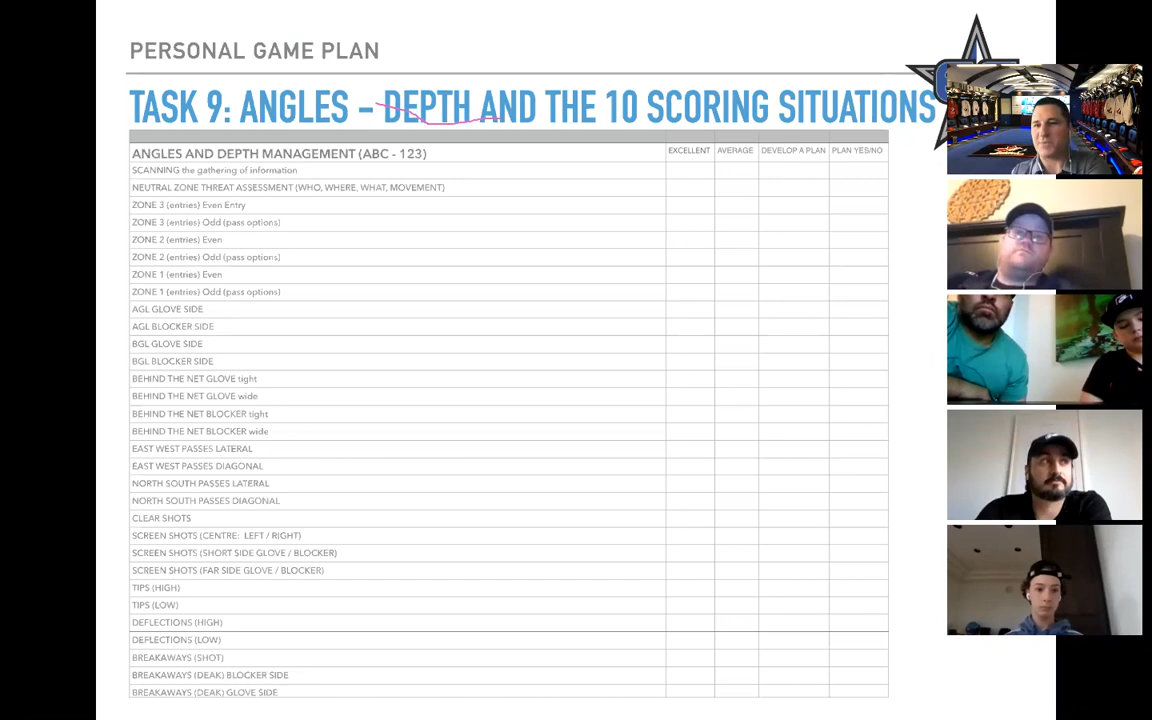 PERSONAL GAME PLAN
TASK 9: ANGLES – DEPTH AND THE 10 SCORING SITUATIONS
ANGLES AND DEPTH MANAGEMENT (ABC - 123) EXCELLENT AVERAGE DEVELOP A PLAN PLAN YES/NO
SCANNING the gathering of information
NEUTRAL ZONE THREAT ASSESSMENT (WHO, WHERE, WHAT, MOVEMENT)
ZONE 3 (entries) Even Entry
ZONE 3 (entries) Odd (pass options)
ZONE 2 (entries) Even
ZONE 2 (entries) Odd (pass options)
ZONE 1 (entries) Even
ZONE 1 (entries) Odd (pass options)
AGL GLOVE SIDE
AGL BLOCKER SIDE
BGL GLOVE SIDE
BGL BLOCKER SIDE
BEHIND THE NET GLOVE tight
BEHIND THE NET GLOVE wide
BEHIND THE NET BLOCKER tight
BEHIND THE NET BLOCKER wide
EAST WEST PASSES LATERAL
EAST WEST PASSES DIAGONAL
NORTH SOUTH PASSES LATERAL
NORTH SOUTH PASSES DIAGONAL
CLEAR SHOTS
SCREEN SHOTS (CENTRE: LEFT / RIGHT)
SCREEN SHOTS (SHORT SIDE GLOVE / BLOCKER)
SCREEN SHOTS (FAR SIDE GLOVE / BLOCKER)
TIPS (HIGH)
TIPS (LOW)
DEFLECTIONS (HIGH)
DEFLECTIONS (LOW)
BREAKAWAYS (SHOT)
BREAKAWAYS (DEAK) BLOCKER SIDE
BREAKAWAYS (DEAK) GLOVE SIDE